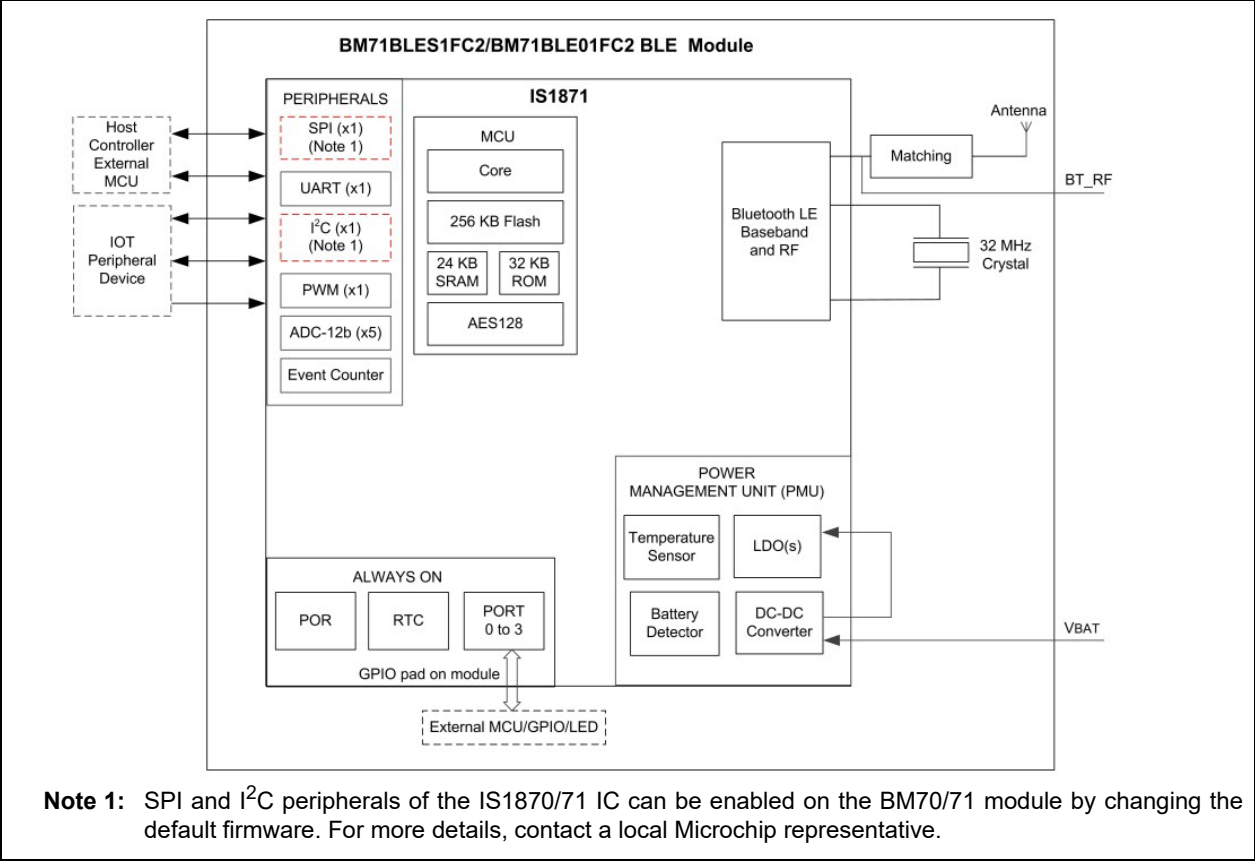 BM71BLES1FC2/BM71BLE01FC2 BLE Module
IS1871
PERIPHERALS
SPI (x1)
(Note 1)
UART (x1)
I²C (x1)
(Note 1)
PWM (x1)
ADC-12b (x5)
Event Counter
Host
Controller
External
MCU
IOT
Peripheral
Device
MCU
Core
256 KB Flash
24 KB
SRAM
32 KB
ROM
AES128
Bluetooth LE
Baseband
and RF
Matching
Antenna
BT_RF
32 MHz
Crystal
POWER
MANAGEMENT UNIT (PMU)
Temperature
Sensor
LDO(s)
Battery
Detector
DC-DC
Converter
VBAT
ALWAYS ON
POR
RTC
PORT
0 to 3
GPIO pad on module
External MCU/GPIO/LED
Note 1: SPI and I²C peripherals of the IS1870/71 IC can be enabled on the BM70/71 module by changing the
default firmware. For more details, contact a local Microchip representative.